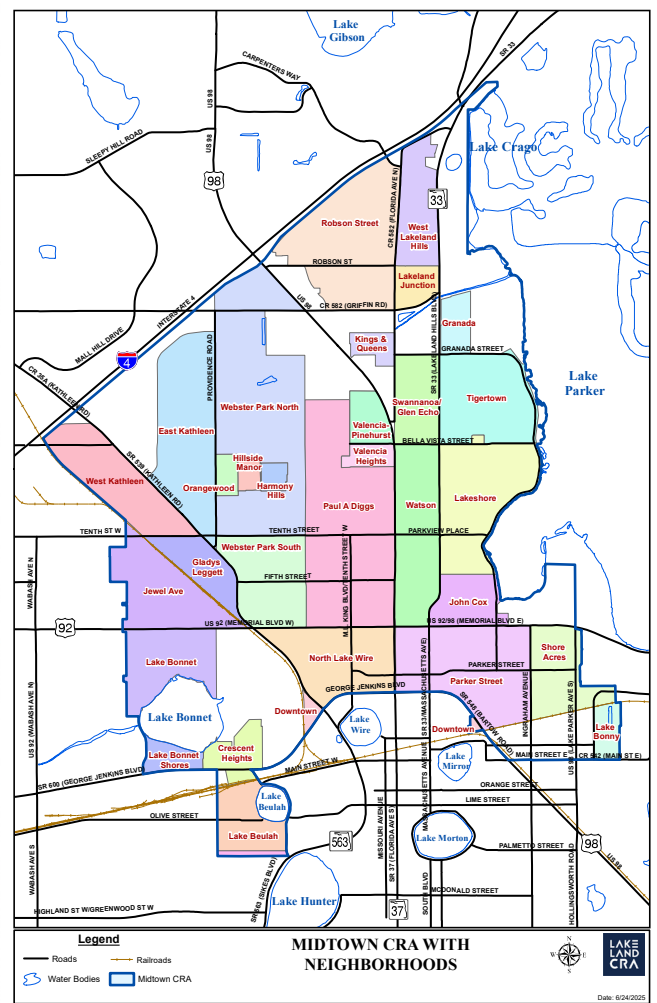 Lake
Gibson
SR 33
CARPENTERS WAY
US 98
US 98
SLEEPY HILL ROAD
Lake Crago
98
33
CR 582 (FLORIDA AVE N)
Robson Street
West
Lakeland
Hills
ROBSON ST
Lakeland
Junction
INTERSTATE 4
US 98
CR 582 (GRIFFIN RD)
SR 33 (LAKELAND HILLS BLVD)
Granada
MALL HILL DRIVE
Kings &
Queens
GRANADA STREET
4
PROVIDENCE ROAD
CR 35A (KATHLEEN RD)
Lake
Parker
Webster Park North
Swannanoa/
Glen Echo
Tigertown
East Kathleen
Valencia-
Pinehurst
BELLA VISTA STREET
Valencia
Heights
SR 539 (KATHLEEN RD)
Hillside
Manor
West Kathleen
Orangewood
Harmony
Hills
Paul A Diggs
Watson
Lakeshore
TENTH ST W
TENTH STREET
PARKVIEW PLACE
Webster Park South
Gladys
Leggett
WABASH AVE N
FIFTH STREET
M.L. KING BLVD/TENTH STREET W
Jewel Ave
John Cox
92
US 92 (MEMORIAL BLVD W)
US 92/98 (MEMORIAL BLVD E)
Shore
Acres
North Lake Wire
PARKER STREET
Lake Bonnet
Parker Street
GEORGE JENKINS BLVD
US 92 (WABASH AVE N)
SR 33/MASSACHUSETTS AVE)
INGRAHAM AVENUE
US 98 (LAKE PARKER AVE S)
Lake Bonnet
Downtown
Lake
Wire
Downtown
SR 548 (BARTOW ROAD)
Lake
Bonny
Lake Bonnet
Shores
Crescent
Heights
MAIN STREET W
MAIN STREET E
CR 542 (MAIN ST E)
Lake
Mirror
SR 600 (GEORGE JENKINS BLVD)
ORANGE STREET
Lake
Beulah
LIME STREET
MASSACHUSETTS AVENUE
OLIVE STREET
MISSOURI AVENUE
SR 37 (FLORIDA AVE S)
Lake Beulah
563
Lake Morton
PALMETTO STREET
98
US 98
WABASH AVE S
SR 563 (SIKES BLVD)
SOUTH BLVD
MCDONALD STREET
HOLLINGSWORTH ROAD
Lake Hunter
HIGHLAND ST W/GREENWOOD ST W
37
Legend
Roads
Railroads
Water Bodies
Midtown CRA
MIDTOWN CRA WITH
NEIGHBORHOODS
N
W
E
S
LAKE
LAND
CRA
Date: 6/24/2025